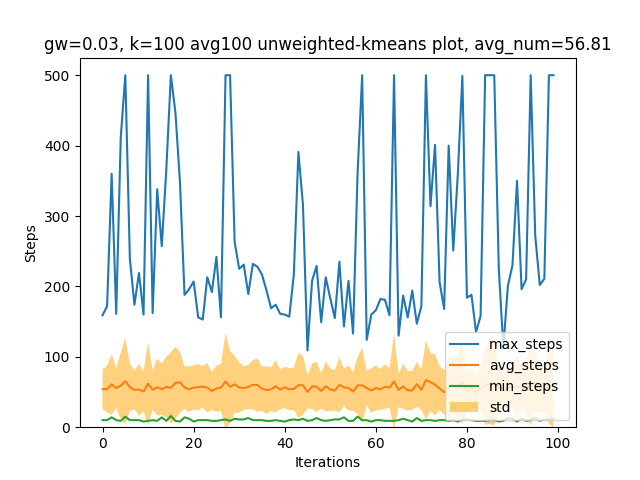 gw=0.03, k=100 avg100 unweighted-kmeans plot, avg_num=56.81
500
400
300
200
100
0
Steps
max_steps
avg_steps
min_steps
std
0 20 40 60 80 100
Iterations